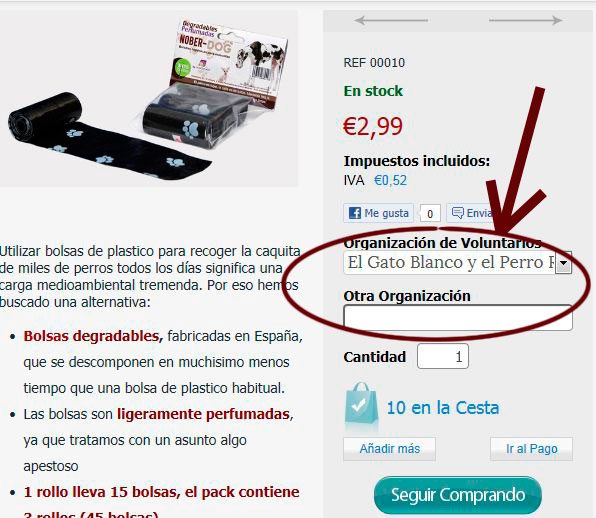 Degradables
Perfumadas
NOBER-DOG
REF 00010
En stock
€2,99
Impuestos incluidos:
IVA €0,52
Me gusta
0
Envia
Organización de Voluntarios
El Gato Blanco y el Perro
Otra Organización
Cantidad
1
10 en la Cesta
Añadir más
Ir al Pago
Seguir Comprando
Utilizar bolsas de plastico para recoger la caquita
de miles de perros todos los días significa una
carga medioambiental tremenda. Por eso hemos
buscado una alternativa:
Bolsas degradables, fabricadas en España,
que se descomponen en muchisimo menos
tiempo que una bolsa de plastico habitual.
Las bolsas son ligeramente perfumadas,
ya que tratamos con un asunto algo
apestoso
1 rollo lleva 15 bolsas, el pack contiene
3 rollos (45 bolsas)